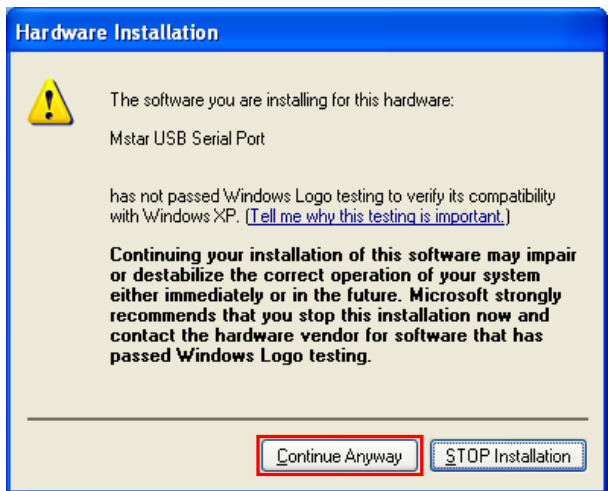 Hardware Installation
The software you are installing for this hardware:
Mstar USB Serial Port
has not passed Windows Logo testing to verify its compatibility
with Windows XP. (Tell me why this testing is important.)
Continuing your installation of this software may impair
or destabilize the correct operation of your system
either immediately or in the future. Microsoft strongly
recommends that you stop this installation now and
contact the hardware vendor for software that has
passed Windows Logo testing.
Continue Anyway
STOP Installation